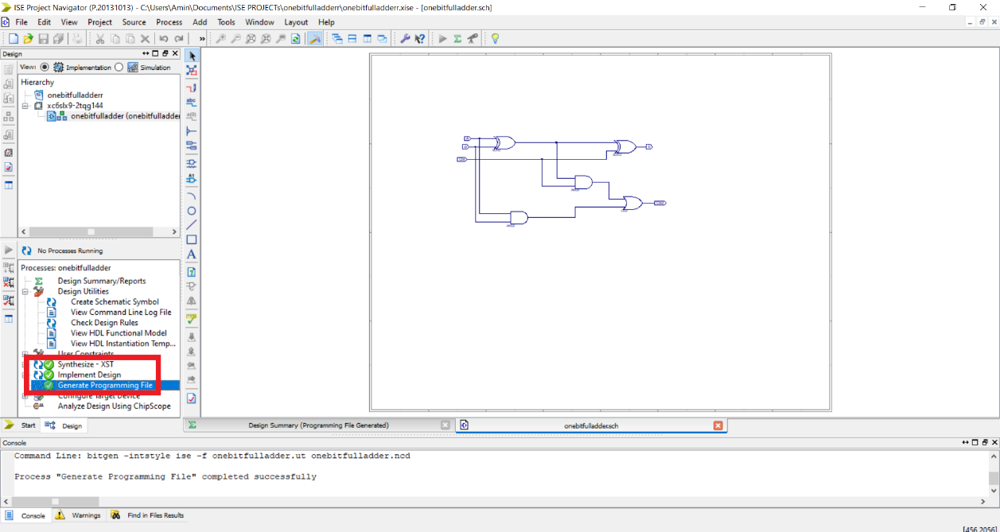 ISE Project Navigator (P.20131013) - C:\Users\Amin\Documents\ISE PROJECTs\onebitfulladderr\onebitfulladderr.xise - [onebitfulladder.sch]
File Edit View Project Source Process Add Tools Window Layout Help
Design
View: Implementation Simulation
Hierarchy
onebitfulladderr
xc6slx9-2tqg144
onebitfulladder (onebitfulladder
No Processes Running
Processes: onebitfulladder
Design Summary/Reports
Design Utilities
Create Schematic Symbol
View Command Line Log File
Check Design Rules
View HDL Functional Model
View HDL Instantiation Temp...
User Constraints
Synthesize - XST
Implement Design
Generate Programming File
Configure Target Device
Analyze Design Using ChipScope
Start Design
Design Summary (Programming File Generated) onebitfulladder.sch
Console
Command Line: bitgen -intstyle ise -f onebitfulladder.ut onebitfulladder.ncd
Process "Generate Programming File" completed successfully
Console Warnings Find in Files Results
[456,2056]